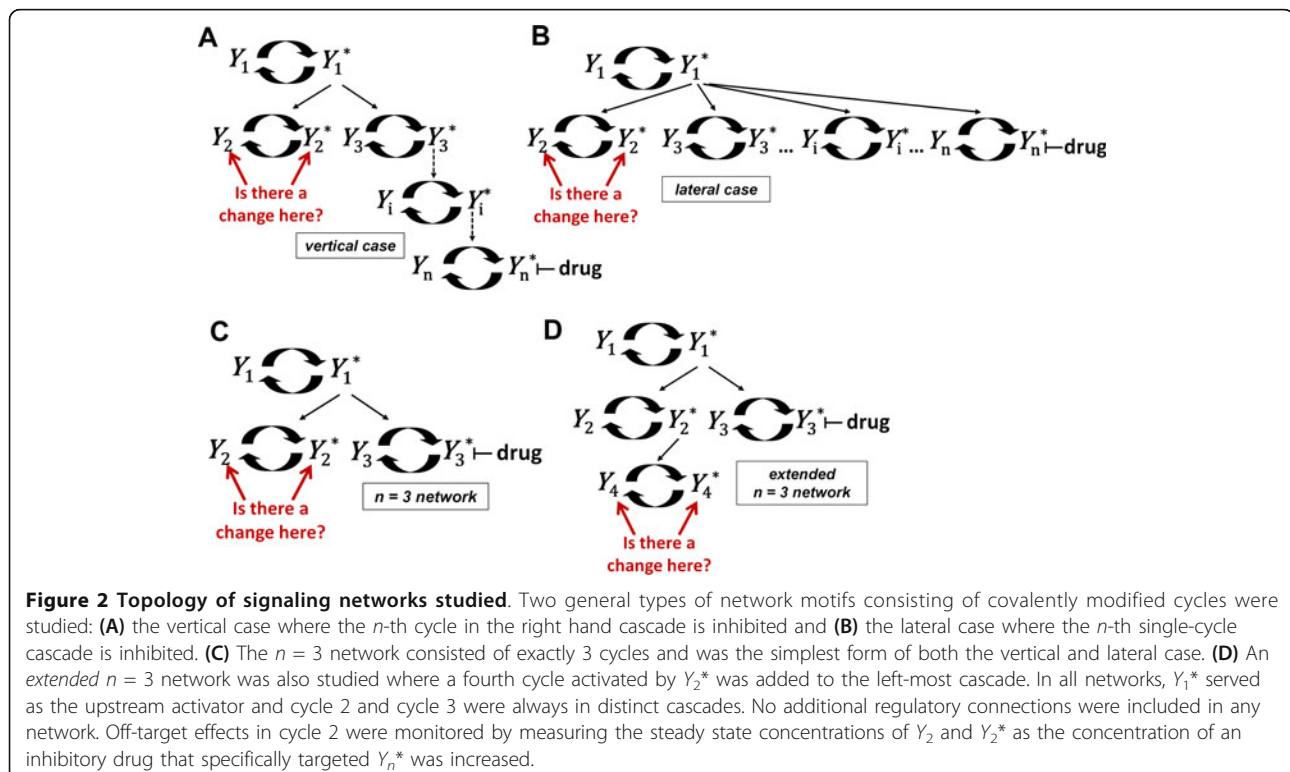 A
Y₁ Y₁*
Y₂ Y₂* Y₃ Y₃*
Is there a
change here?
Yᵢ Yᵢ*
vertical case
Yₙ Yₙ* drug
B
Y₁ Y₁*
Y₂ Y₂* Y₃ Y₃* ... Yᵢ Yᵢ* ... Yₙ Yₙ* drug
Is there a
change here?
lateral case
C
Y₁ Y₁*
Y₂ Y₂* Y₃ Y₃* drug
Is there a
change here?
n = 3 network
D
Y₁ Y₁*
Y₂ Y₂* Y₃ Y₃* drug
Y₄ Y₄*
extended
n = 3 network
Is there a
change here?
Figure 2 Topology of signaling networks studied. Two general types of network motifs consisting of covalently modified cycles were
studied: (A) the vertical case where the n-th cycle in the right hand cascade is inhibited and (B) the lateral case where the n-th single-cycle
cascade is inhibited. (C) The n = 3 network consisted of exactly 3 cycles and was the simplest form of both the vertical and lateral case. (D) An
extended n = 3 network was also studied where a fourth cycle activated by Y₂* was added to the left-most cascade. In all networks, Y₁* served
as the upstream activator and cycle 2 and cycle 3 were always in distinct cascades. No additional regulatory connections were included in any
network. Off-target effects in cycle 2 were monitored by measuring the steady state concentrations of Y₂ and Y₂* as the concentration of an
inhibitory drug that specifically targeted Yₙ* was increased.